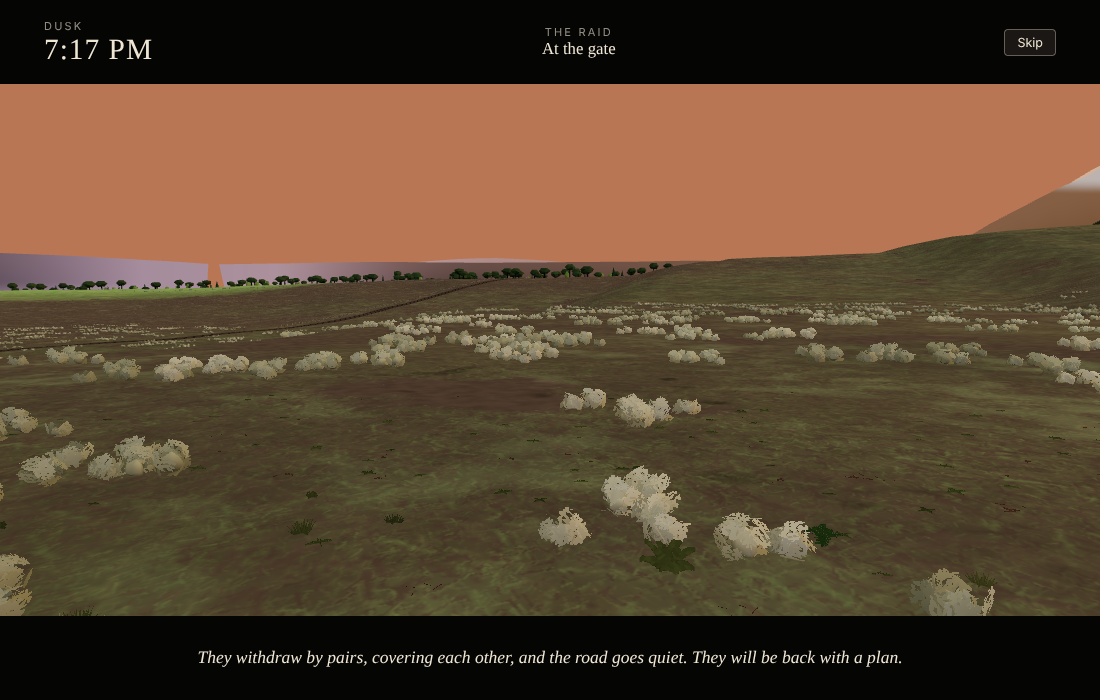 DUSK
7:17 PM
THE RAID
At the gate
Skip
They withdraw by pairs, covering each other, and the road goes quiet. They will be back with a plan.